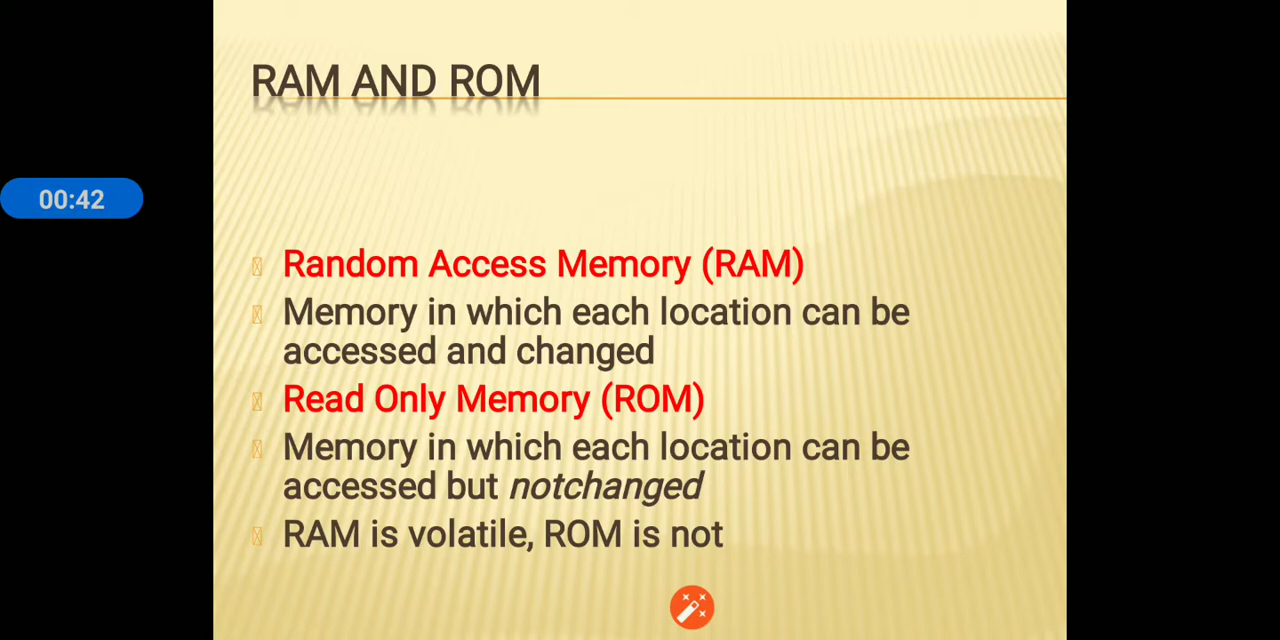 RAM AND ROM
00:42
Random Access Memory (RAM)
Memory in which each location can be
accessed and changed
Read Only Memory (ROM)
Memory in which each location can be
accessed but notchanged
RAM is volatile, ROM is not